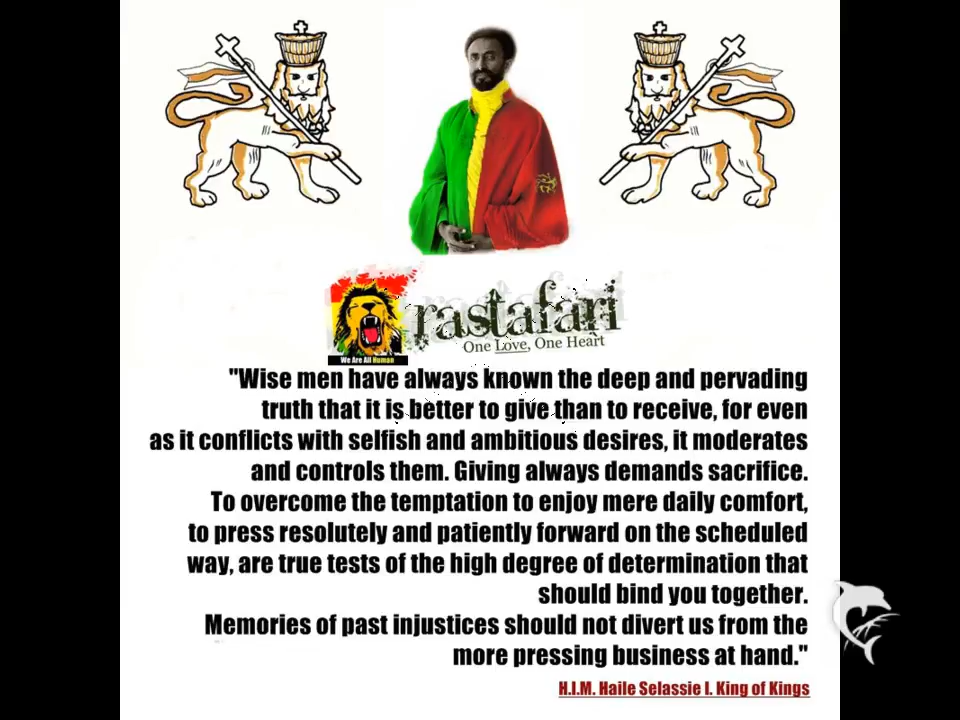 rastafari
One Love, One Heart
We Are All Human
"Wise men have always known the deep and pervading
truth that it is better to give than to receive, for even
as it conflicts with selfish and ambitious desires, it moderates
and controls them. Giving always demands sacrifice.
To overcome the temptation to enjoy mere daily comfort,
to press resolutely and patiently forward on the scheduled
way, are true tests of the high degree of determination that
should bind you together.
Memories of past injustices should not divert us from the
more pressing business at hand."
H.I.M. Haile Selassie I. King of Kings